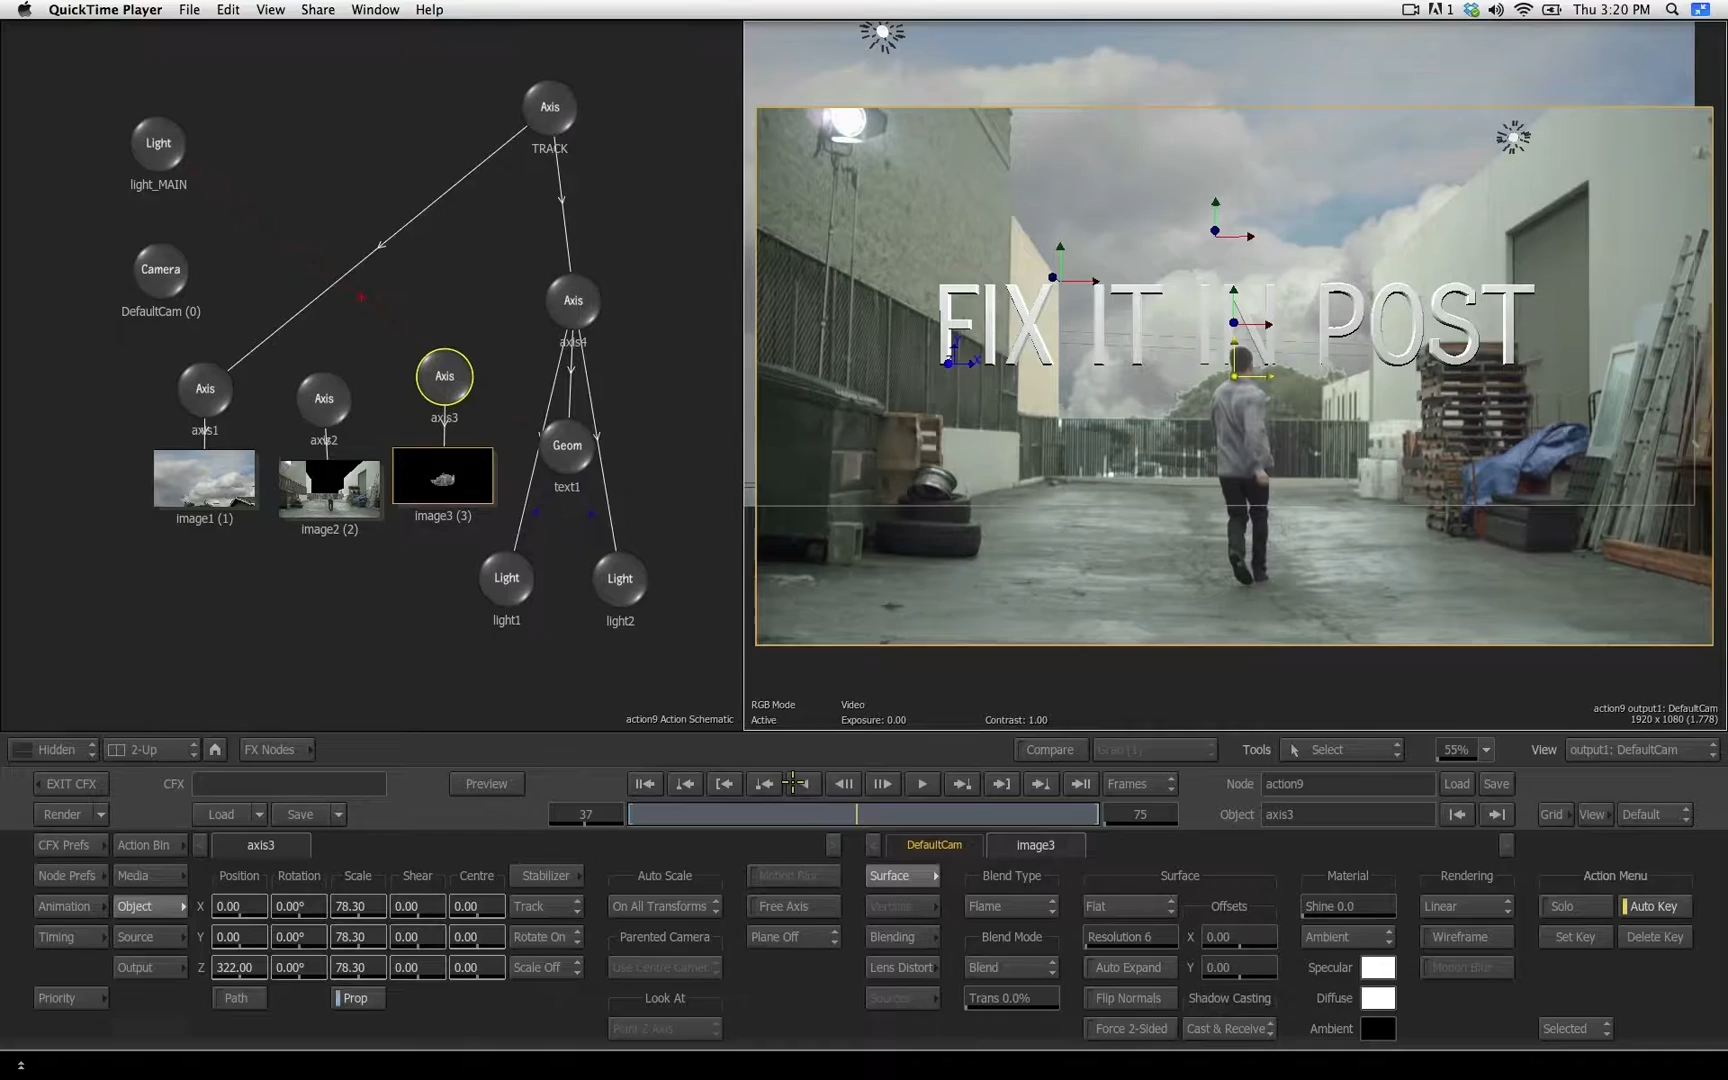 QuickTime Player File Edit View Share Window Help
1 Thu 3:20 PM
Axis
TRACK
Light
light_MAIN
Camera
DefaultCam (0)
Axis
axis4
Axis
axis1
Axis
axis2
Axis
axis3
Geom
text1
image1 (1)
image2 (2)
image3 (3)
Light
light1
Light
light2
action9 Action Schematic
FIX IT IN POST
RGB Mode Video
Active Exposure: 0.00 Contrast: 1.00
action9 output1: DefaultCam
1920 x 1080 (1.778)
Hidden 2-Up FX Nodes Compare Tools Select 55% View output1: DefaultCam
EXIT CFX CFX Preview Frames Node action9 Load Save
Render Load Save 37 75 Object axis3 Grid View Default
CFX Prefs Action Bin axis3 DefaultCam image3
Node Prefs Media Position Rotation Scale Shear Centre Stabilizer Auto Scale Surface Blend Type Surface Material Rendering Action Menu
Animation Object X 0.00 0.00° 78.30 0.00 0.00 Track On All Transforms Free Axis Flame Flat Offsets Shine 0.0 Linear Solo Auto Key
Timing Source Y 0.00 0.00° 78.30 0.00 0.00 Rotate On Parented Camera Plane Off Blending Blend Mode Resolution 6 X 0.00 Ambient Wireframe Set Key Delete Key
Output Z 322.00 0.00° 78.30 0.00 0.00 Scale Off Lens Distort Blend Auto Expand Y 0.00 Specular Motion Blur
Priority Path Prop Look At Sources Trans 0.0% Flip Normals Shadow Casting Diffuse
Force 2-Sided Cast & Receive Ambient Selected